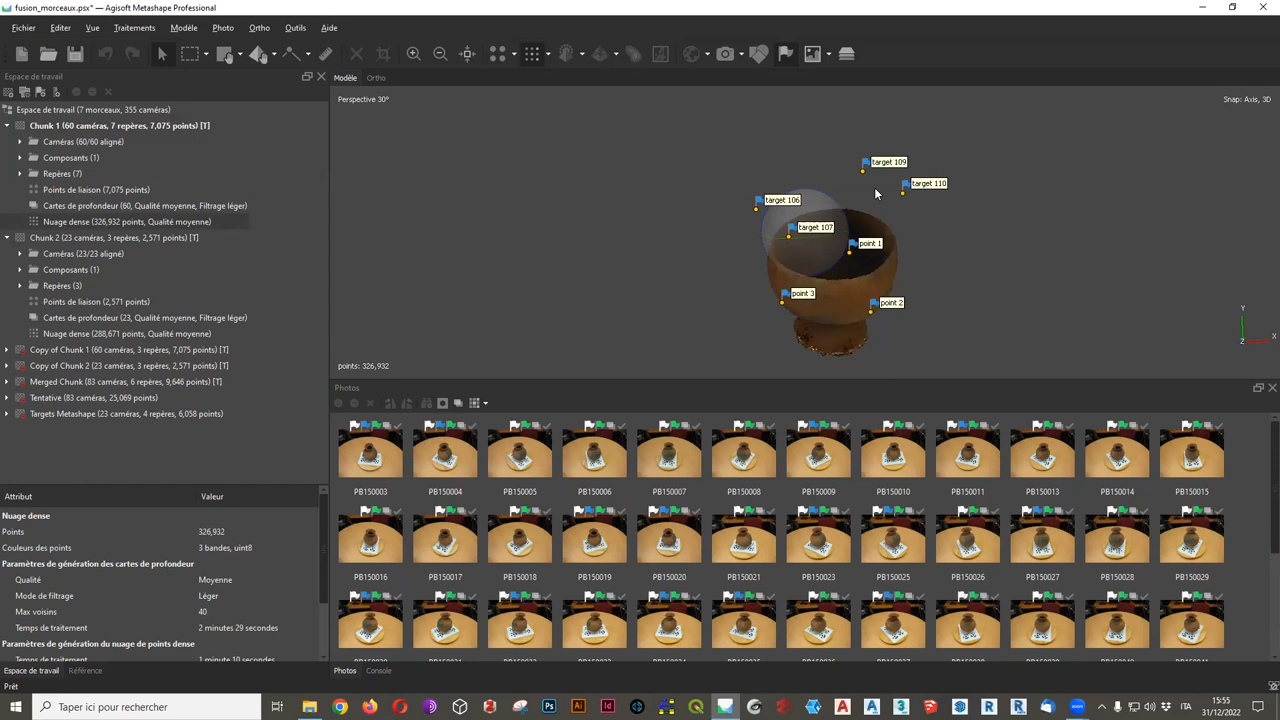 fusion_morceaux.psx* — Agisoft Metashape Professional
Fichier Editer Vue Traitements Modèle Photo Ortho Outils Aide
Espace de travail
Modèle Ortho
Perspective 30°
Snap: Axis, 3D
Espace de travail (7 morceaux, 355 caméras)
Chunk 1 (60 caméras, 7 repères, 7,075 points) [T]
Caméras (60/60 aligné)
Composants (1)
Repères (7)
Points de liaison (7,075 points)
Cartes de profondeur (60, Qualité moyenne, Filtrage léger)
Nuage dense (326,932 points, Qualité moyenne)
Chunk 2 (23 caméras, 3 repères, 2,571 points) [T]
Caméras (23/23 aligné)
Composants (1)
Repères (3)
Points de liaison (2,571 points)
Cartes de profondeur (23, Qualité moyenne, Filtrage léger)
Nuage dense (288,671 points, Qualité moyenne)
Copy of Chunk 1 (60 caméras, 3 repères, 7,075 points) [T]
Copy of Chunk 2 (23 caméras, 3 repères, 2,571 points) [T]
Merged Chunk (83 caméras, 6 repères, 9,646 points) [T]
Tentative (83 caméras, 25,069 points)
Targets Metashape (23 caméras, 4 repères, 6,058 points)
target 109
target 110
target 106
target 107
point 1
point 3
point 2
points: 326,932
X
Y
Z
Photos
PB150003 PB150004 PB150005 PB150006 PB150007 PB150008 PB150009 PB150010 PB150011 PB150013 PB150014 PB150015
PB150016 PB150017 PB150018 PB150019 PB150020 PB150021 PB150023 PB150025 PB150026 PB150027 PB150028 PB150029
Attribut Valeur
Nuage dense
Points 326,932
Couleurs des points 3 bandes, uint8
Paramètres de génération des cartes de profondeur
Qualité Moyenne
Mode de filtrage Léger
Max voisins 40
Temps de traitement 2 minutes 29 secondes
Paramètres de génération du nuage de points dense
Temps de traitement 1 minute 10 secondes
Espace de travail Référence
Photos Console
Prêt
Taper ici pour rechercher
ITA
15:55
31/12/2022